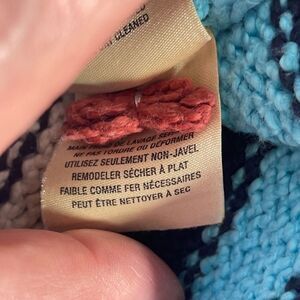 CLEANED
NE PAS TORDRE OU DÉFORMER
UTILISEZ SEULEMENT NON-JAVEL
REMODELER SÉCHER À PLAT
FAIBLE COMME FER NÉCESSAIRES
PEUT ÊTRE NETTOYER À SEC